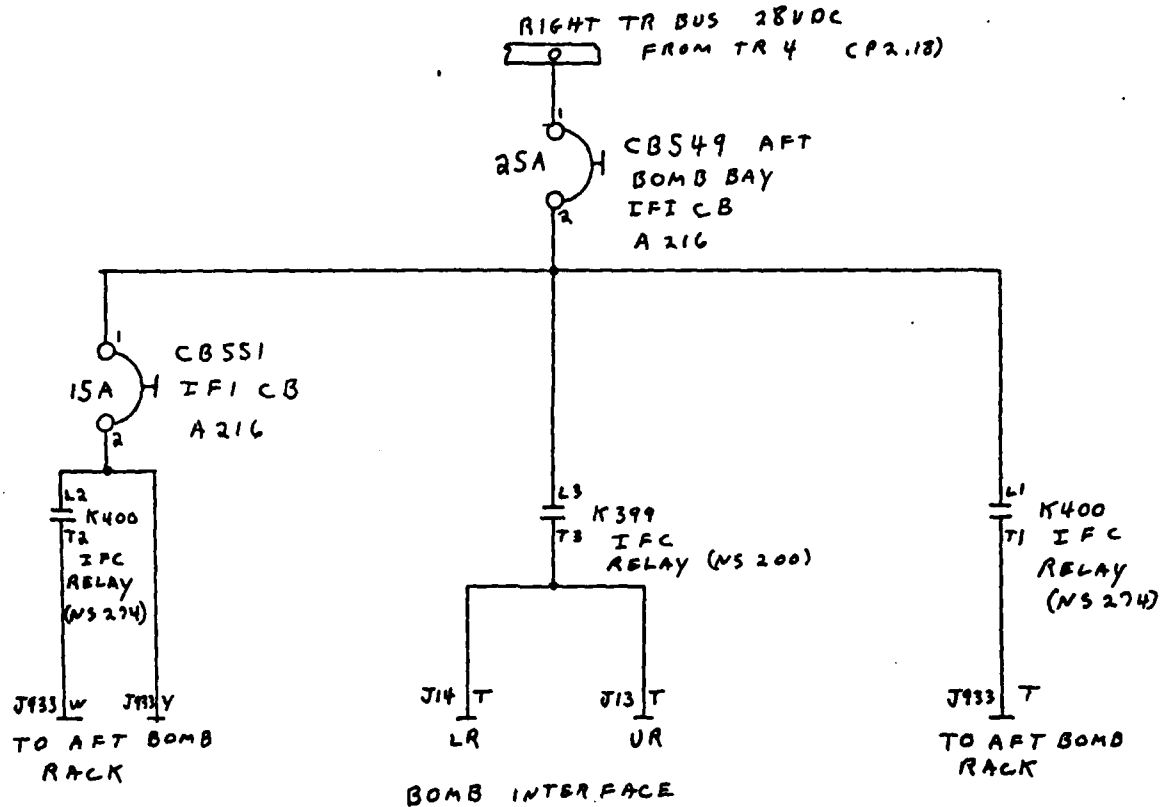 RIGHT TR BUS 28VDC
FROM TR 4 (P2.18)
1
25A
2
CB549 AFT
BOMB BAY
IFI CB
A 216
1
15A
2
CB551
IFI CB
A 216
L2
T2
K400
IFC
RELAY
(NS 274)
L3
T3
K399
IFC
RELAY (NS 200)
L1
T1
K400
IFC
RELAY
(NS 274)
J933 W
J933 Y
TO AFT BOMB
RACK
J14 T
LR
J13 T
UR
BOMB INTERFACE
J933 T
TO AFT BOMB
RACK